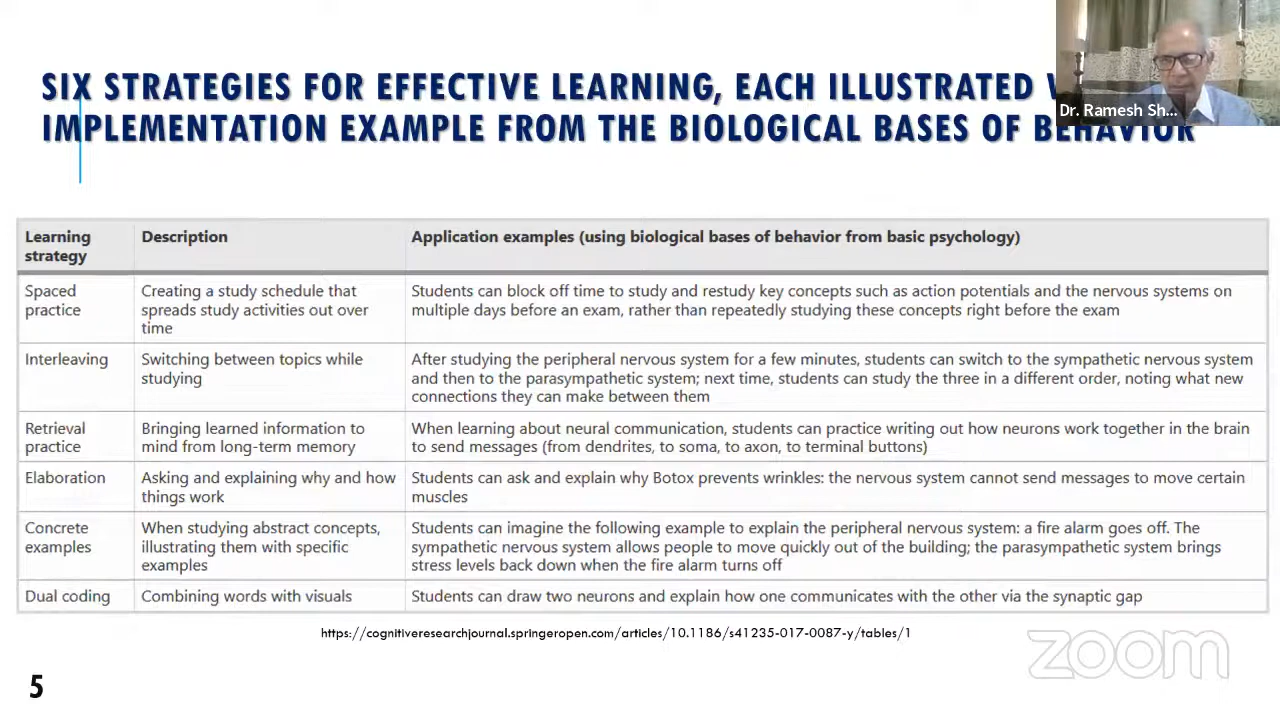 SIX STRATEGIES FOR EFFECTIVE LEARNING, EACH ILLUSTRATED
IMPLEMENTATION EXAMPLE FROM THE BIOLOGICAL BASES OF BEHAVIOR
Dr. Ramesh Sh...
Learning
strategy
Description
Application examples (using biological bases of behavior from basic psychology)
Spaced
practice
Creating a study schedule that
spreads study activities out over
time
Students can block off time to study and restudy key concepts such as action potentials and the nervous systems on
multiple days before an exam, rather than repeatedly studying these concepts right before the exam
Interleaving
Switching between topics while
studying
After studying the peripheral nervous system for a few minutes, students can switch to the sympathetic nervous system
and then to the parasympathetic system; next time, students can study the three in a different order, noting what new
connections they can make between them
Retrieval
practice
Bringing learned information to
mind from long-term memory
When learning about neural communication, students can practice writing out how neurons work together in the brain
to send messages (from dendrites, to soma, to axon, to terminal buttons)
Elaboration
Asking and explaining why and how
things work
Students can ask and explain why Botox prevents wrinkles: the nervous system cannot send messages to move certain
muscles
Concrete
examples
When studying abstract concepts,
illustrating them with specific
examples
Students can imagine the following example to explain the peripheral nervous system: a fire alarm goes off. The
sympathetic nervous system allows people to move quickly out of the building; the parasympathetic system brings
stress levels back down when the fire alarm turns off
Dual coding
Combining words with visuals
Students can draw two neurons and explain how one communicates with the other via the synaptic gap
https://cognitiveresearchjournal.springeropen.com/articles/10.1186/s41235-017-0087-y/tables/1
zoom
5